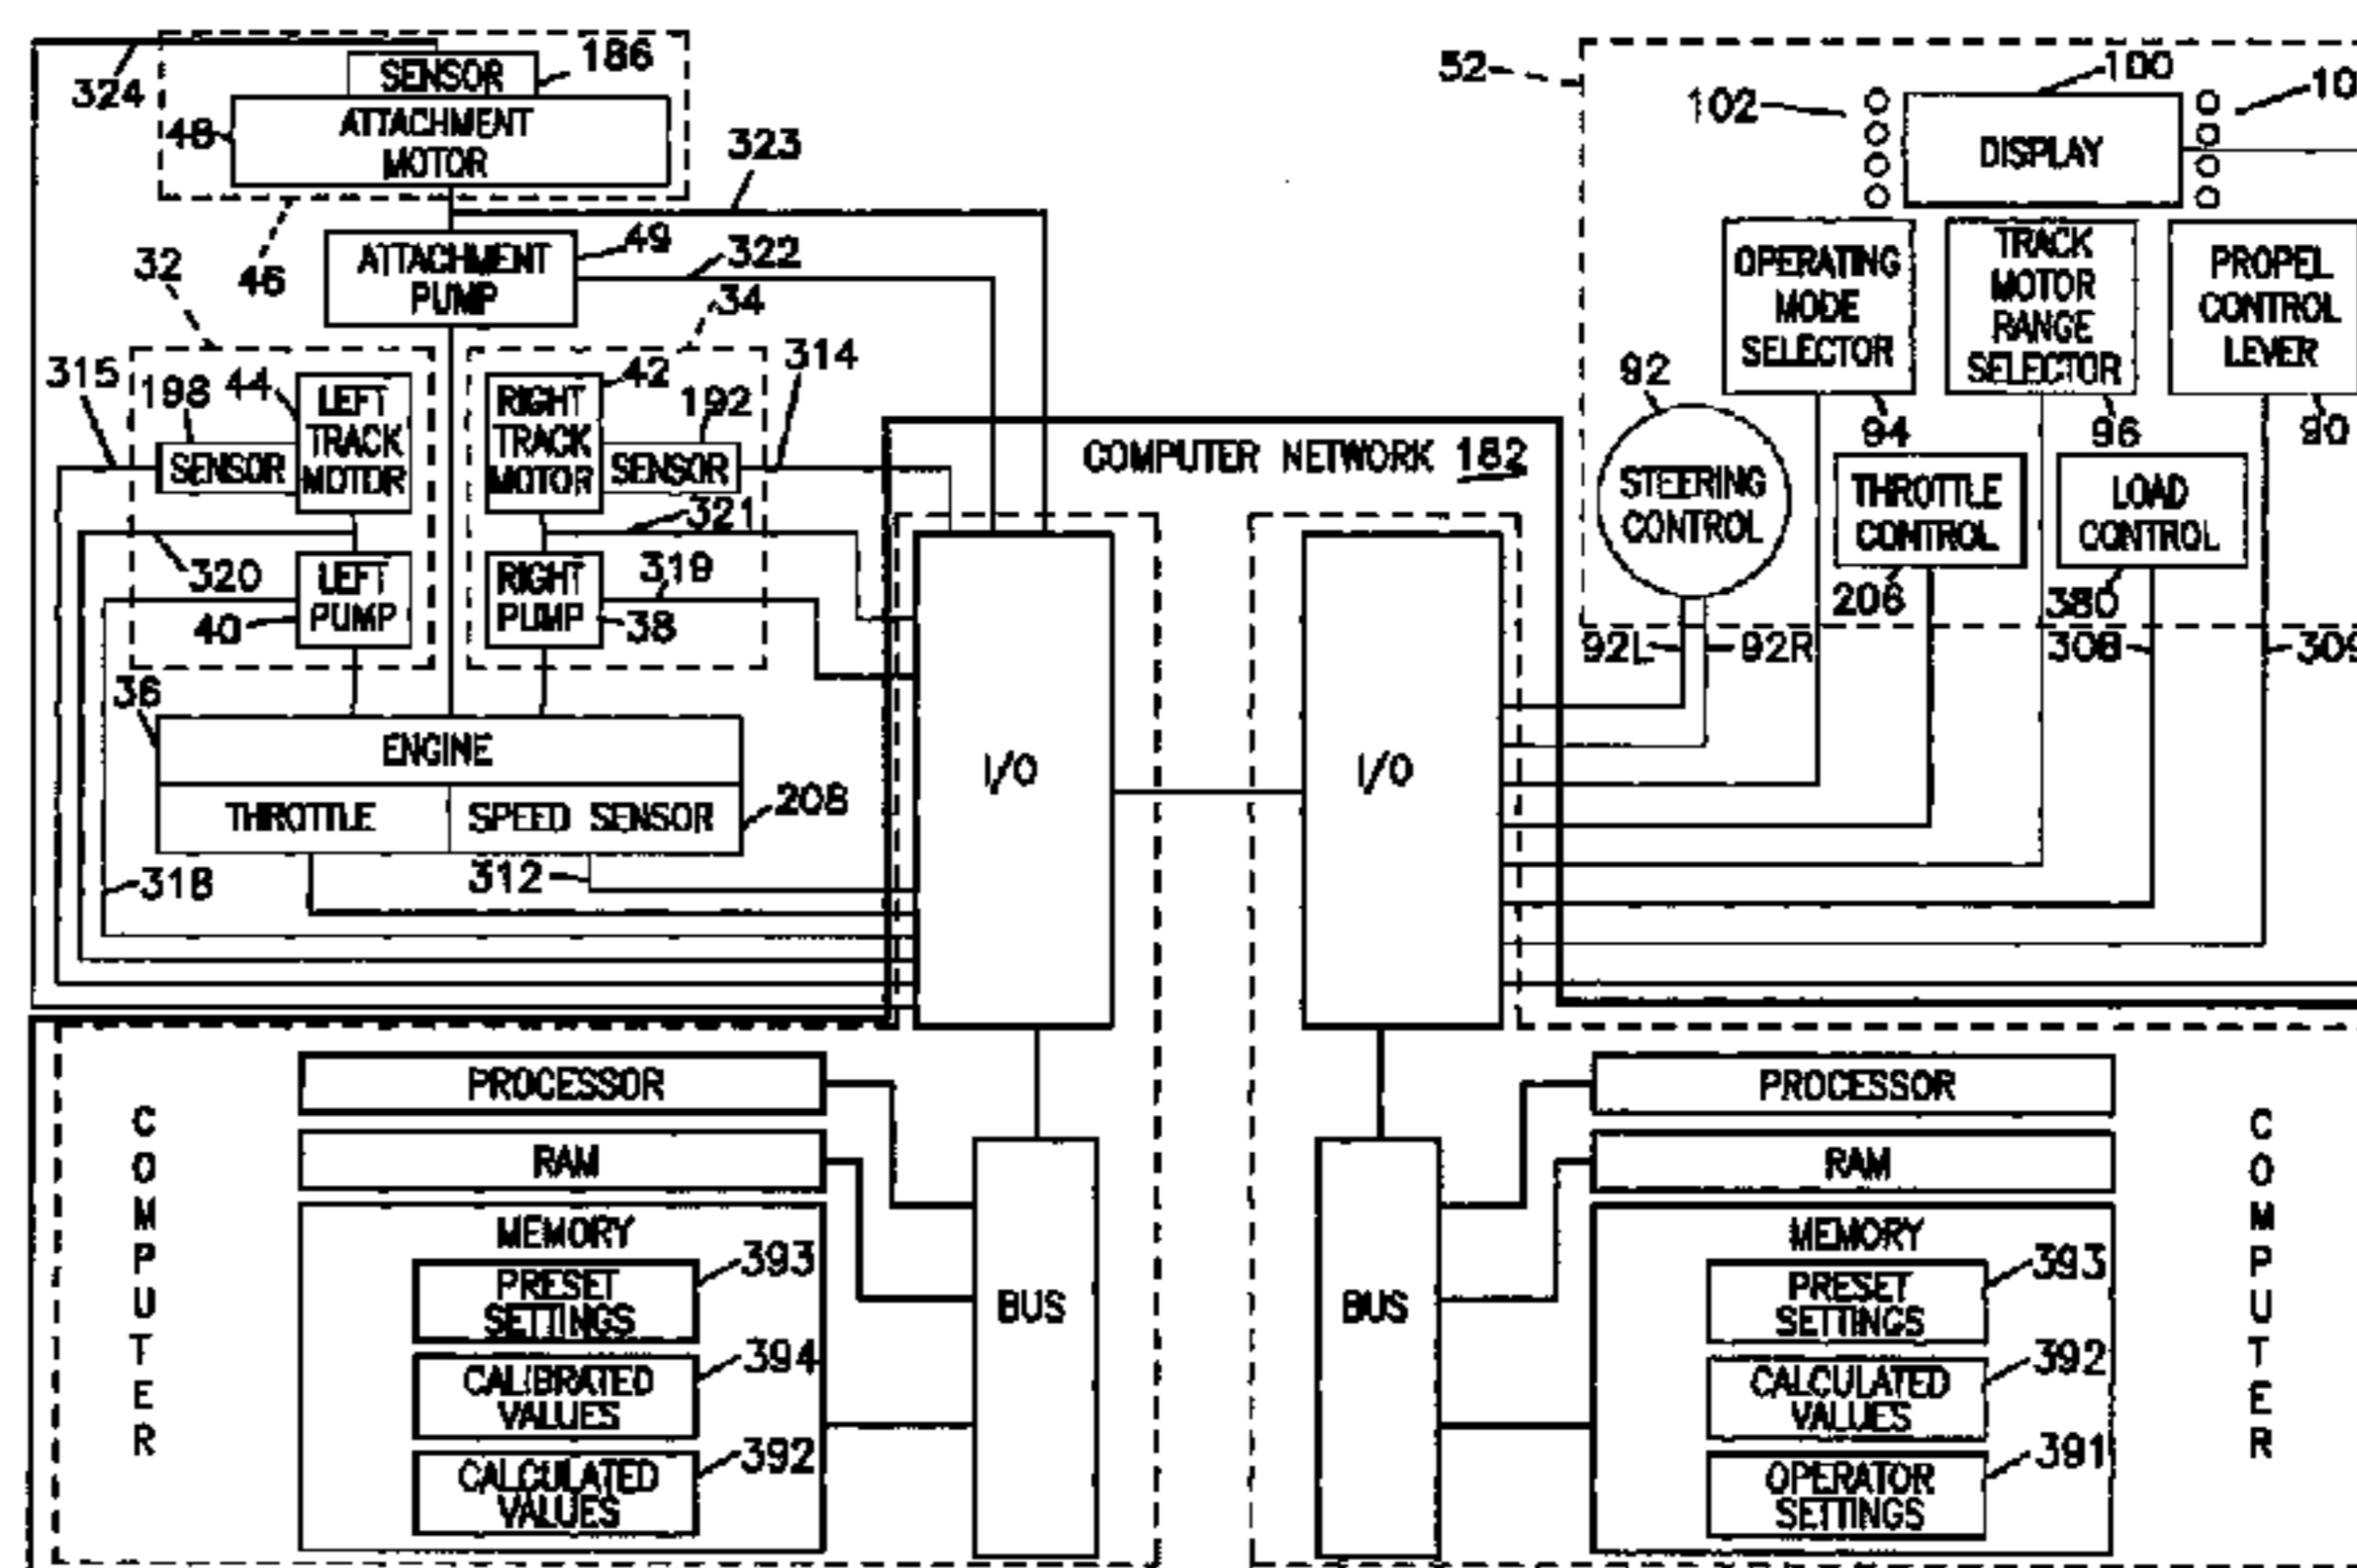 324
SENSOR
186
48
ATTACHMENT
MOTOR
323
46
ATTACHMENT
PUMP
49
322
32
34
315
198
44
LEFT
TRACK
MOTOR
SENSOR
RIGHT
TRACK
MOTOR
42
192
SENSOR
314
320
321
LEFT
PUMP
40
RIGHT
PUMP
319
38
36
ENGINE
THROTTLE
SPEED SENSOR
208
318
312
COMPUTER NETWORK 182
I/O
I/O
52
102
100
DISPLAY
OPERATING
MODE
SELECTOR
94
TRACK
MOTOR
RANGE
SELECTOR
96
PROPEL
CONTROL
LEVER
90
92
STEERING
CONTROL
THROTTLE
CONTROL
206
LOAD
CONTROL
380
92L
92R
308
309
COMPUTER
PROCESSOR
RAM
MEMORY
PRESET
SETTINGS
393
CALIBRATED
VALUES
394
CALCULATED
VALUES
392
BUS
BUS
PROCESSOR
RAM
MEMORY
PRESET
SETTINGS
393
CALCULATED
VALUES
392
OPERATOR
SETTINGS
391
COMPUTER